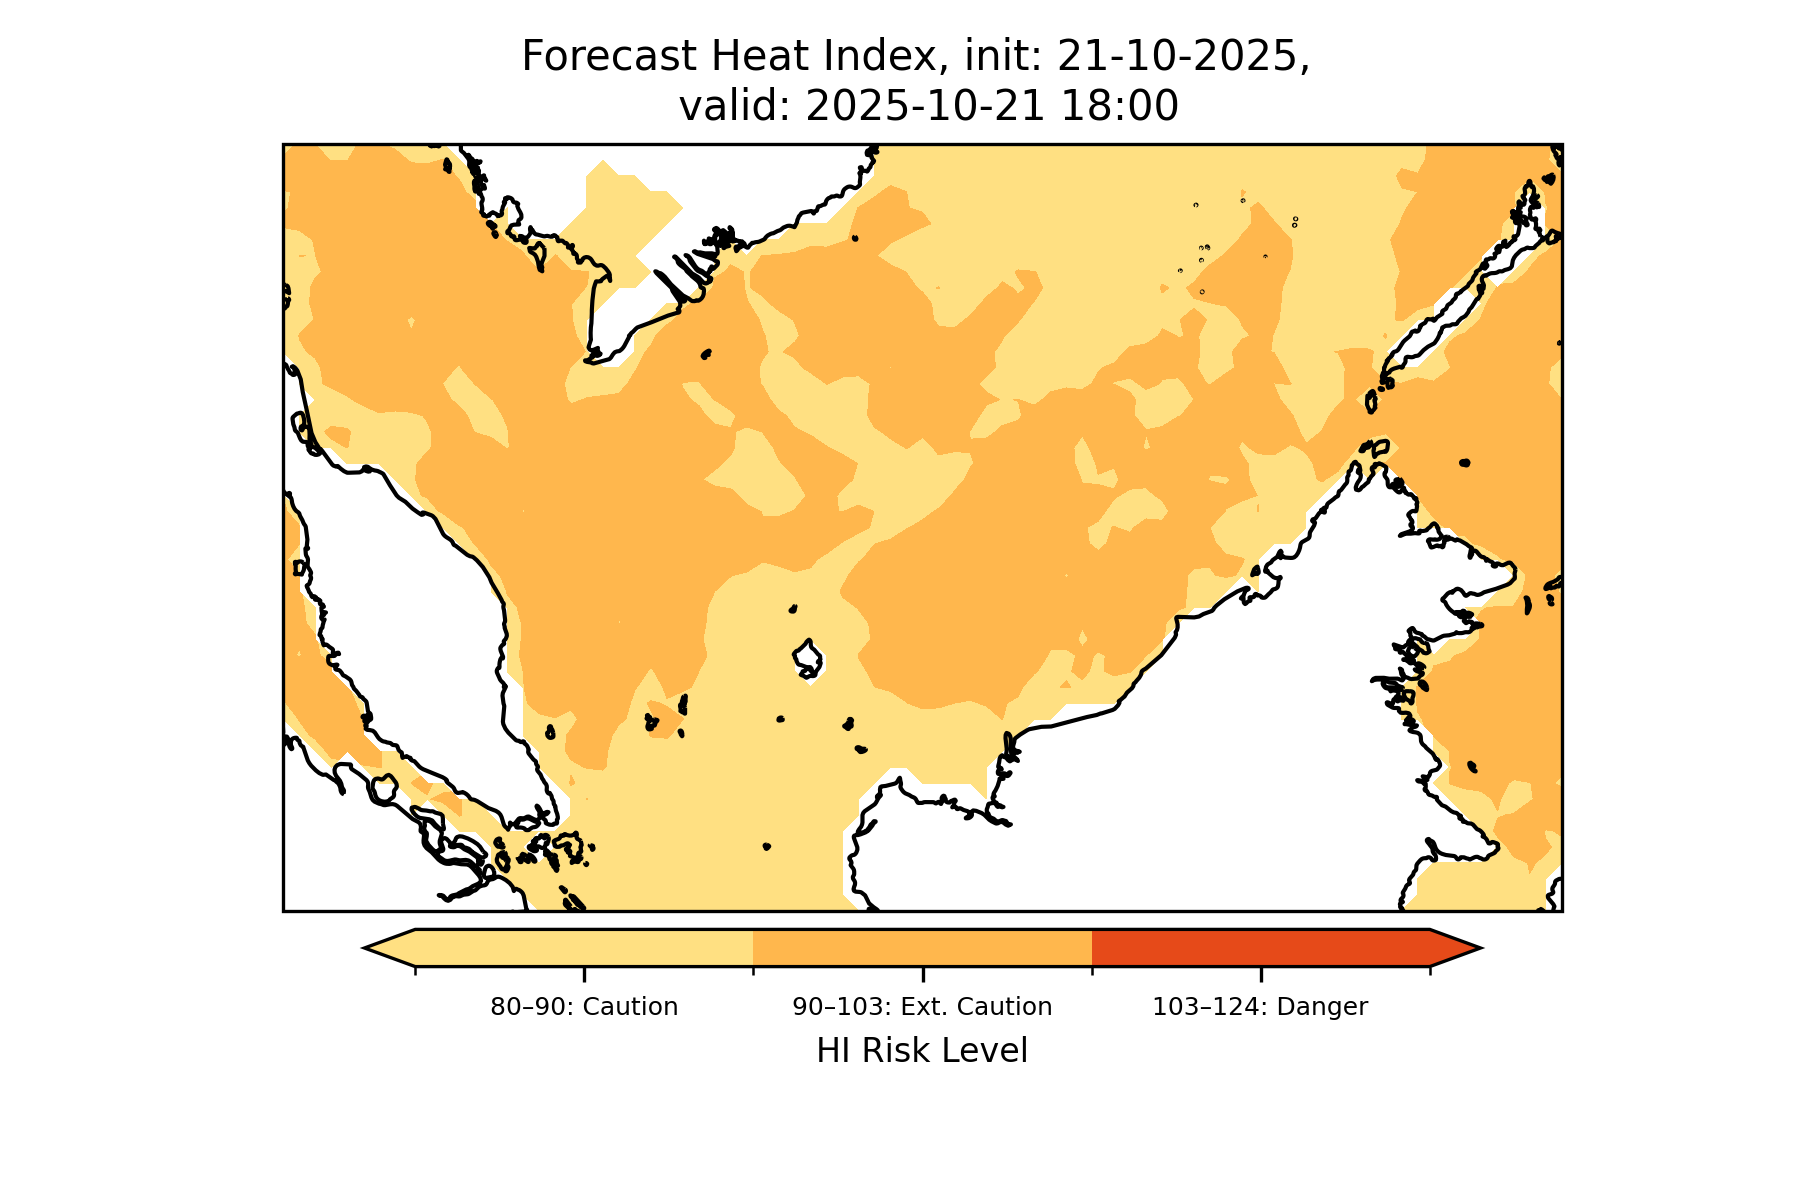 Forecast Heat Index, init: 21-10-2025,
valid: 2025-10-21 18:00
80–90: Caution
90–103: Ext. Caution
103–124: Danger
HI Risk Level